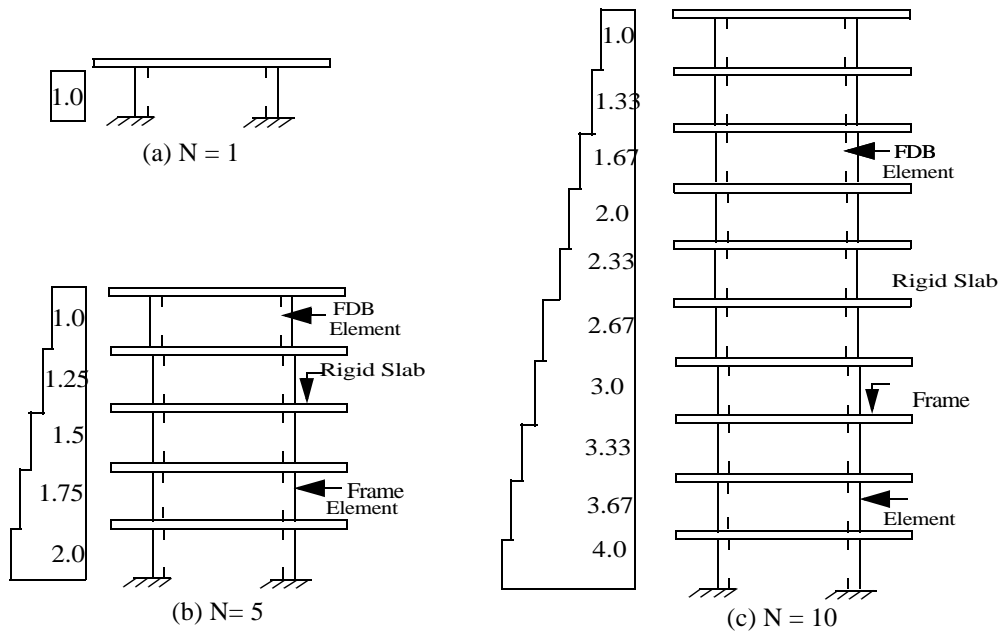 1.0
(a) N = 1
1.0
1.25
1.5
1.75
2.0
FDB
Element
Rigid Slab
Frame
Element
(b) N= 5
1.0
1.33
1.67
2.0
2.33
2.67
3.0
3.33
3.67
4.0
FDB
Element
Rigid Slab
Frame
Element
(c) N = 10